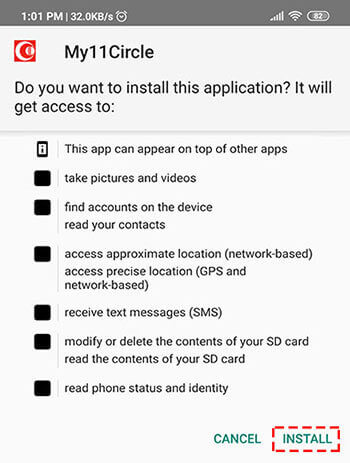 1:01 PM | 32.0KB/s 82
My11Circle
Do you want to install this application? It will
get access to:
This app can appear on top of other apps
take pictures and videos
find accounts on the device
read your contacts
access approximate location (network-based)
access precise location (GPS and
network-based)
receive text messages (SMS)
modify or delete the contents of your SD card
read the contents of your SD card
read phone status and identity
CANCEL INSTALL